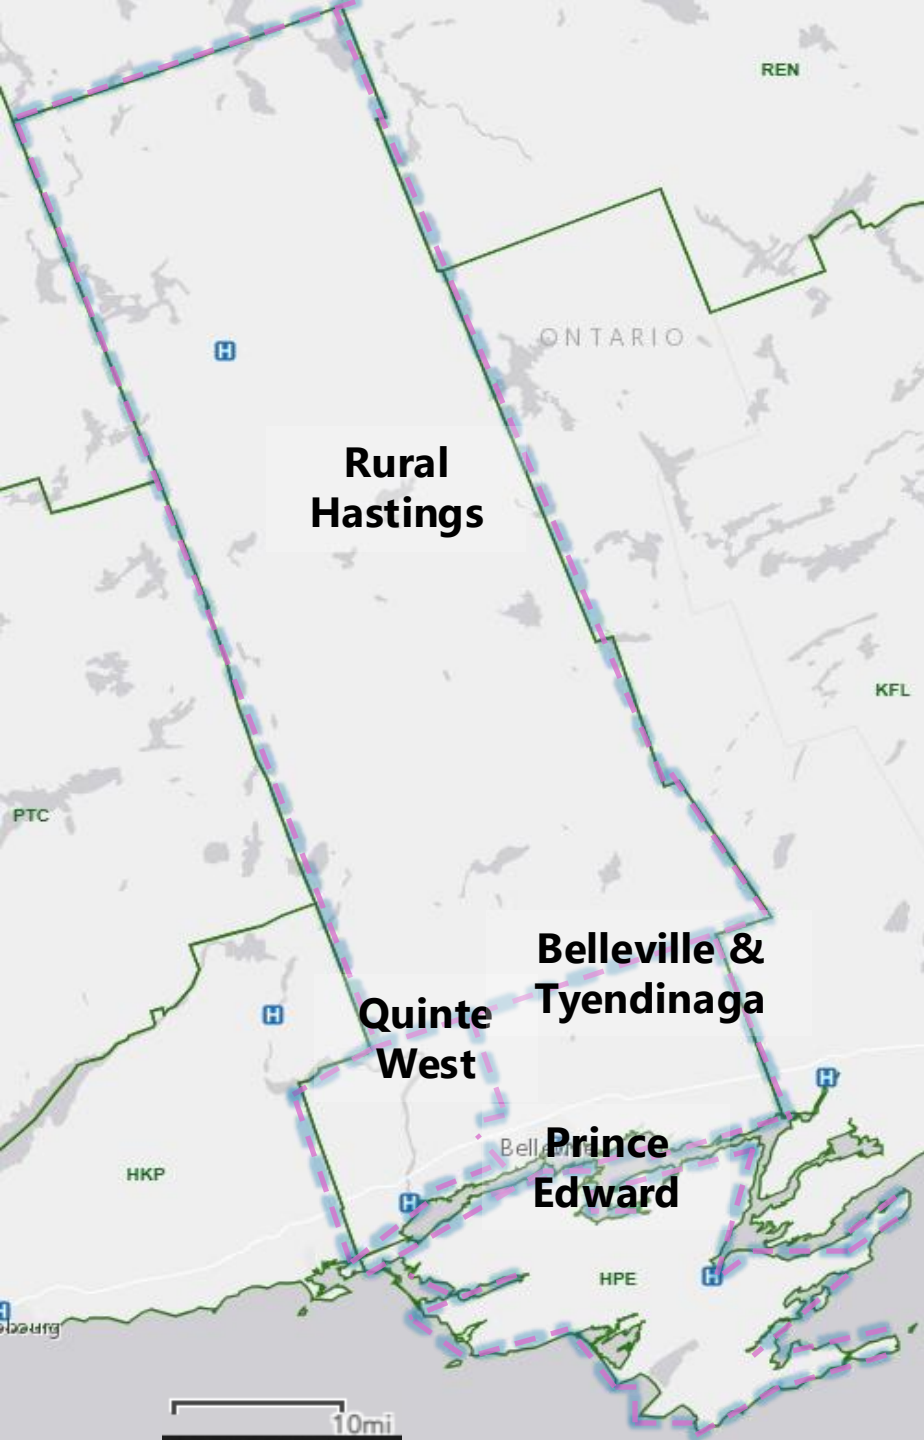 REN
H
ONTARIO
Rural
Hastings
KFL
PTC
Belleville &
Tyendinaga
Quinte
West
H
H
Prince
Edward
HKP
H
HPE
H
H
10mi